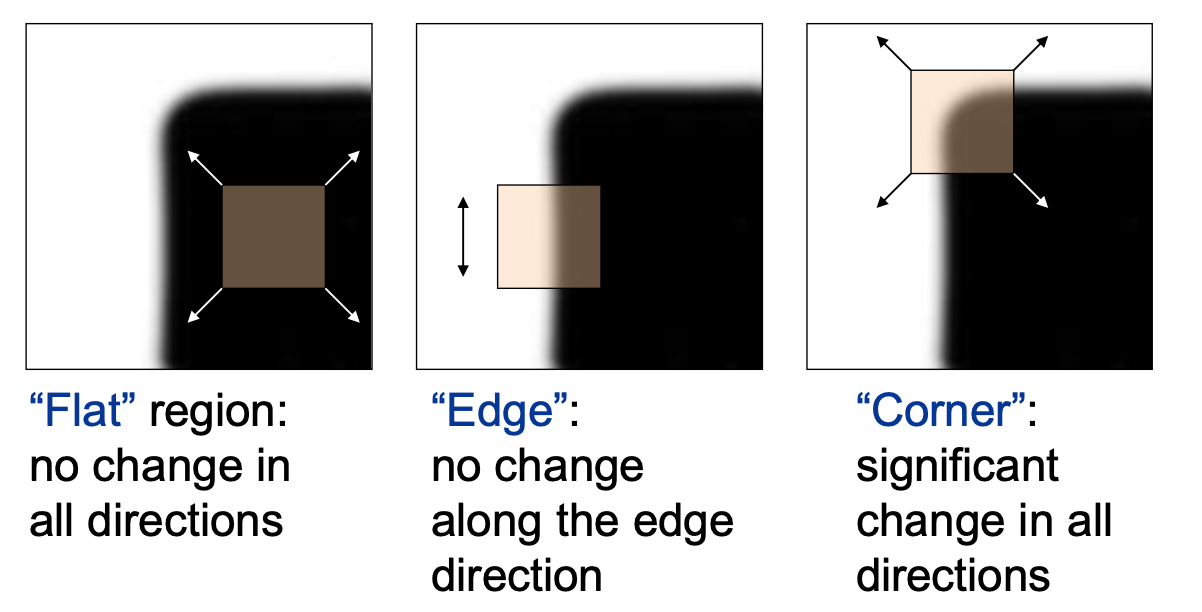 “Flat” region:
no change in
all directions
“Edge”:
no change
along the edge
direction
“Corner”:
significant
change in all
directions